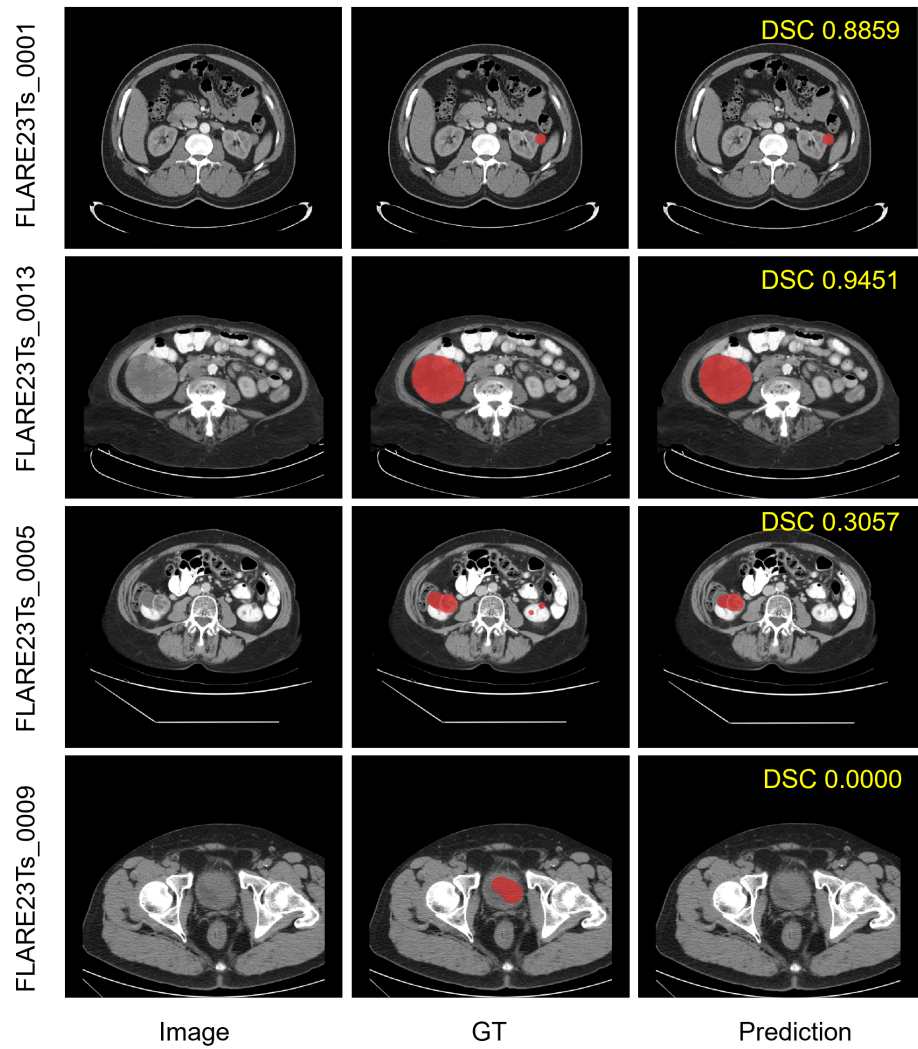 FLARE23Ts_0001
DSC 0.8859
FLARE23Ts_0013
DSC 0.9451
FLARE23Ts_0005
DSC 0.3057
FLARE23Ts_0009
DSC 0.0000
Image
GT
Prediction